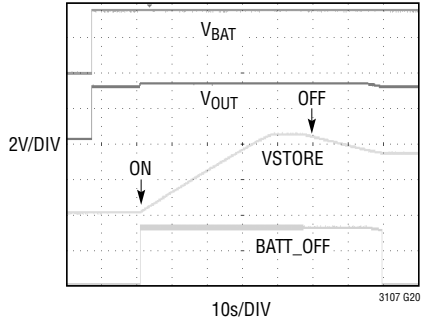 VBAT
VOUT
OFF
2V/DIV
VSTORE
ON
BATT_OFF
3107 G20
10s/DIV